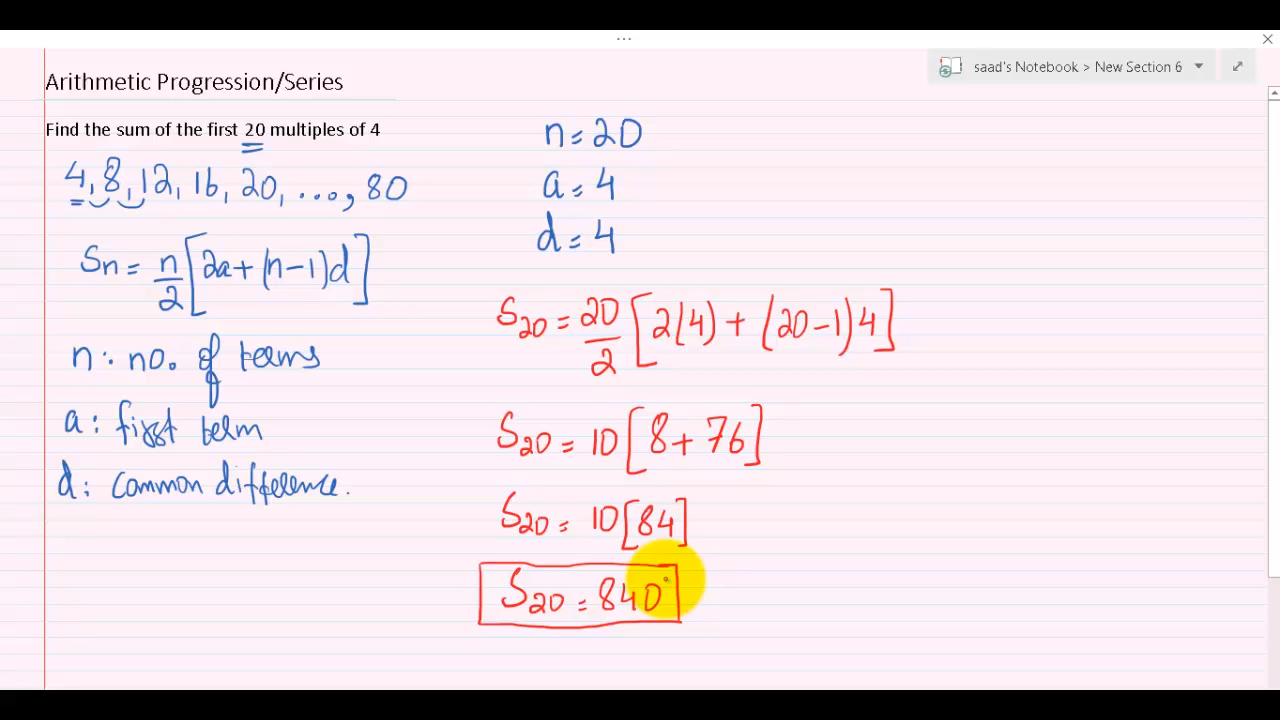 saad's Notebook > New Section 6
Arithmetic Progression/Series
Find the sum of the first 20 multiples of 4
4, 8, 12, 16, 20, ..., 80
Sn = n/2 [2a + (n-1)d]
n: no. of terms
a: first term
d: common difference.
n = 20
a = 4
d = 4
S20 = 20/2 [2(4) + (20-1)4]
S20 = 10[8 + 76]
S20 = 10[84]
S20 = 840